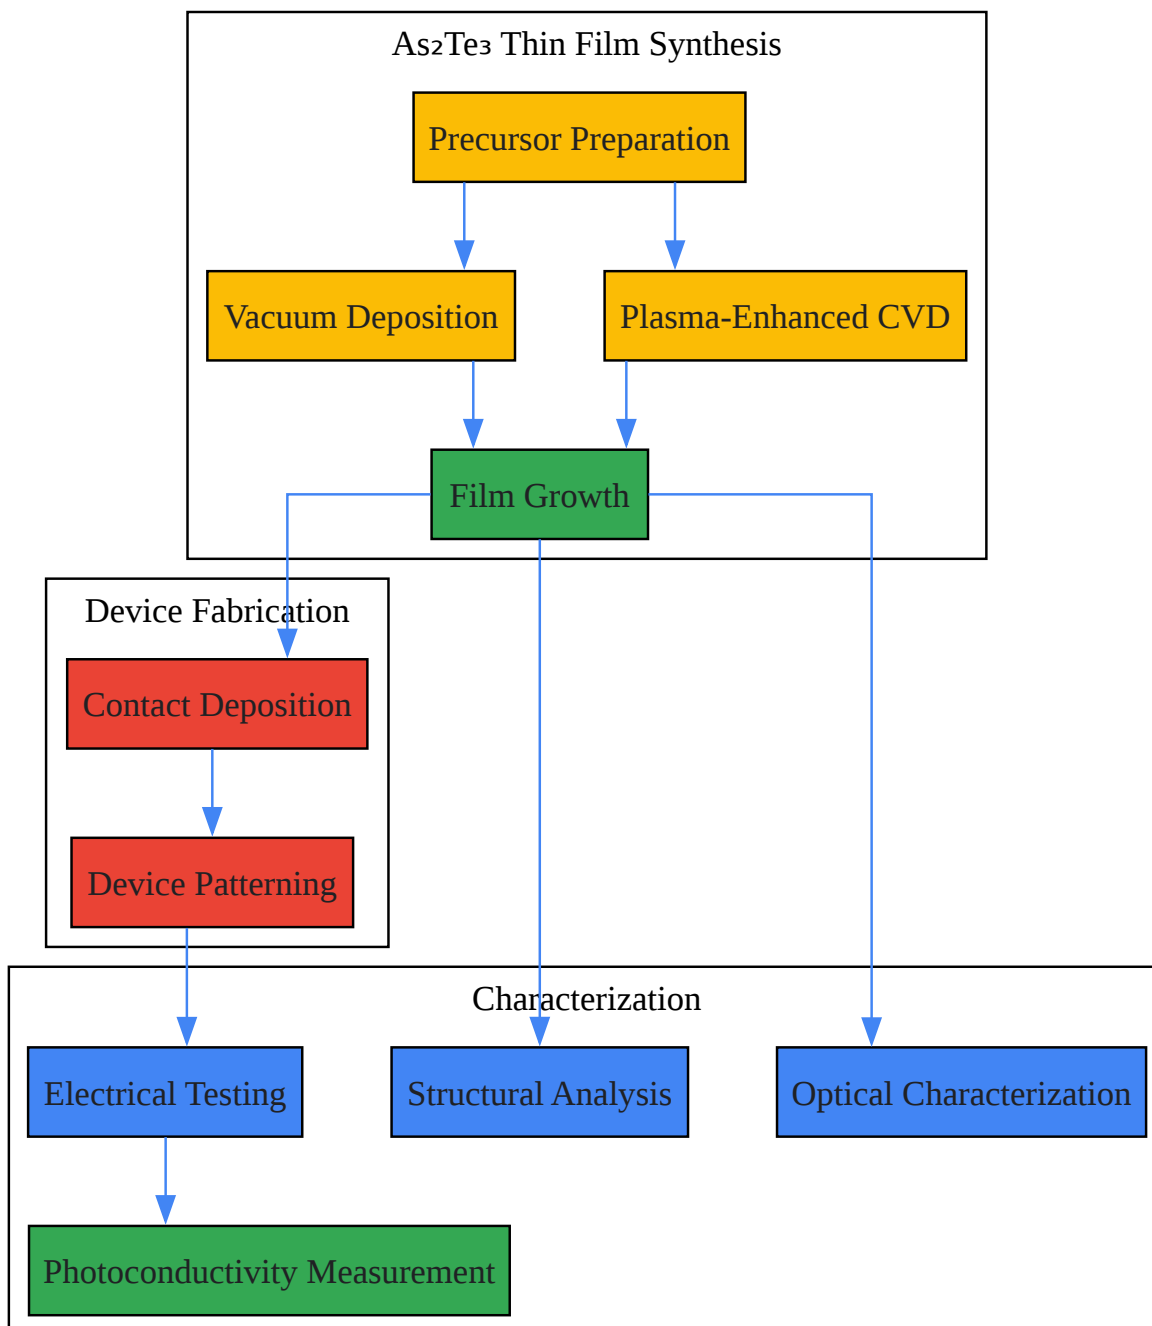 As₂Te₃ Thin Film Synthesis
Precursor Preparation
Vacuum Deposition
Plasma-Enhanced CVD
Film Growth
Device Fabrication
Contact Deposition
Device Patterning
Characterization
Electrical Testing
Structural Analysis
Optical Characterization
Photoconductivity Measurement